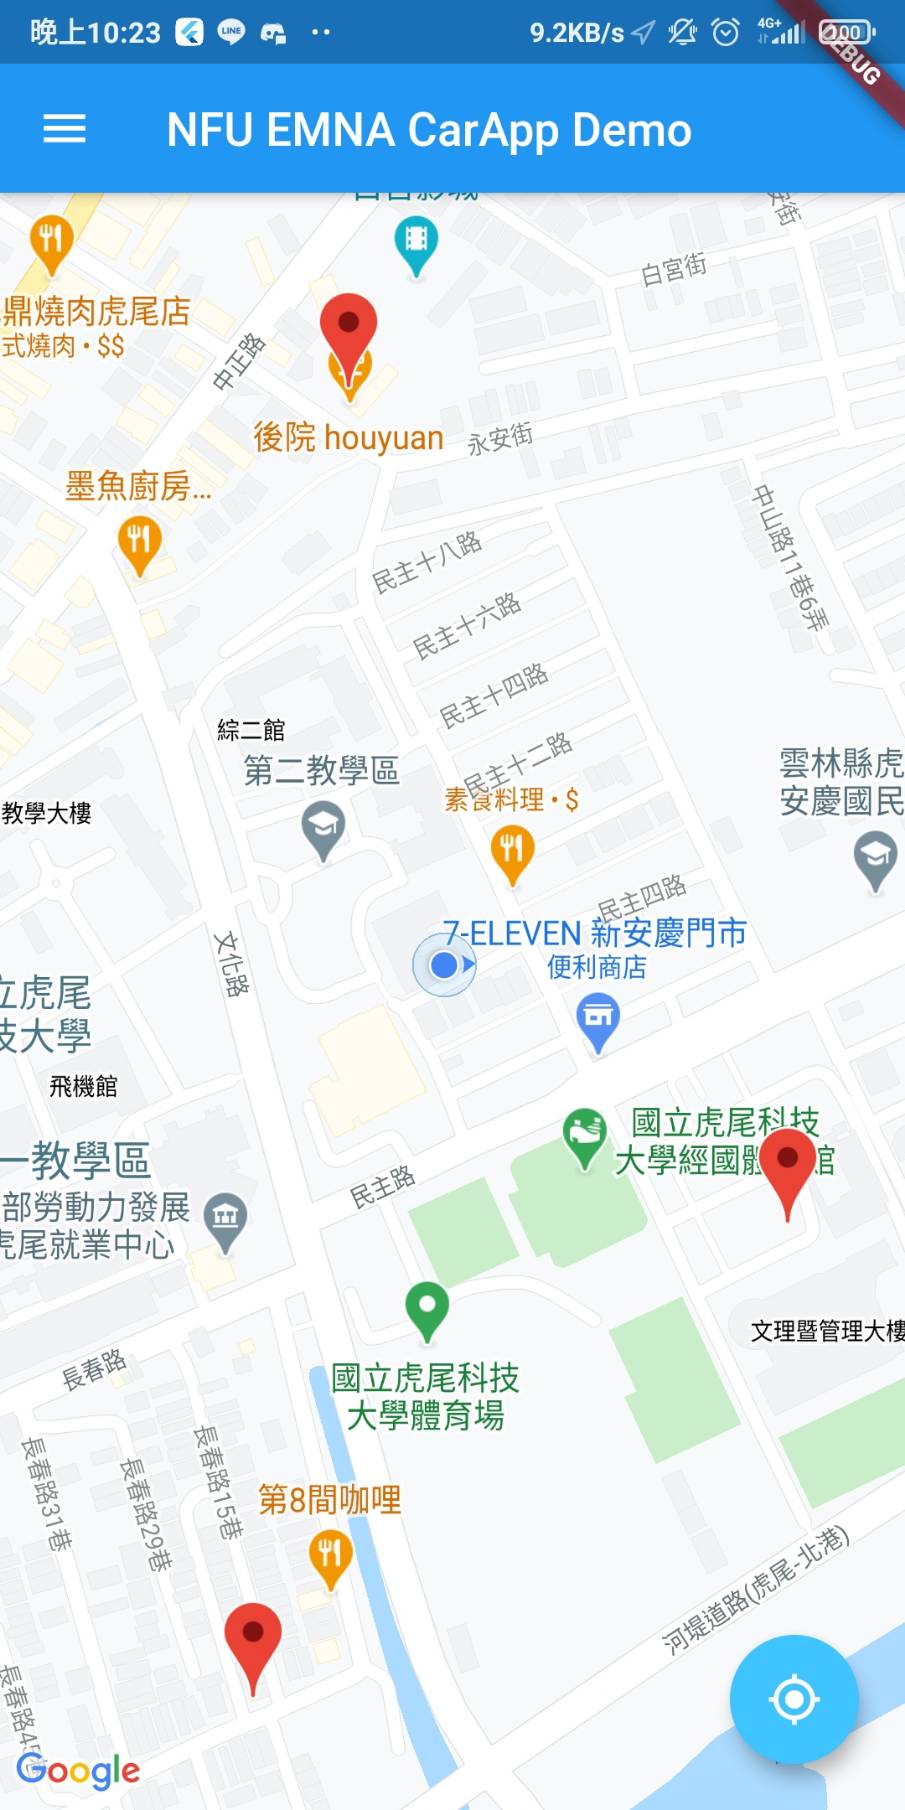 晚上10:23
LINE
9.2KB/s
4G+
100
DEBUG
NFU EMNA CarApp Demo
白宮街
鼎燒肉虎尾店
式燒肉 • $$
中正路
後院 houyuan
永安街
墨魚廚房...
中山路11巷6弄
民主十八路
民主十六路
民主十四路
綜二館
第二教學區
民主十二路
素食料理 • $
雲林縣虎
安慶國民
教學大樓
民主四路
7-ELEVEN 新安慶門市
便利商店
文化路
立虎尾
技大學
飛機館
國立虎尾科技
大學經國體 館
一教學區
部勞動力發展
虎尾就業中心
民主路
文理暨管理大樓
長春路
國立虎尾科技
大學體育場
長春路31巷
長春路29巷
長春路15巷
第8間咖哩
河堤道路(虎尾-北港)
長春路45
Google